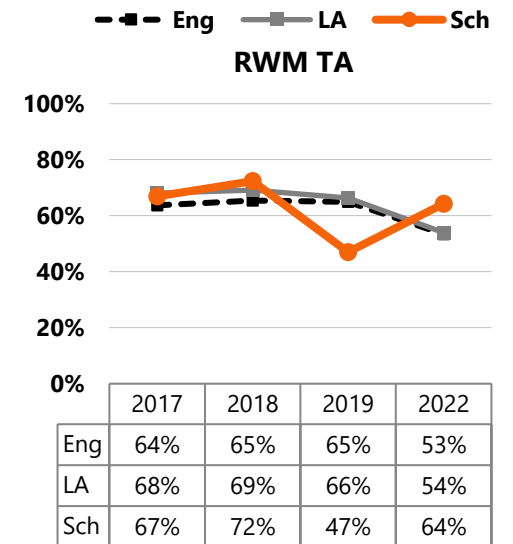 Eng LA Sch
RWM TA
100%
80%
60%
40%
20%
0%
2017 2018 2019 2022
Eng 64% 65% 65% 53%
LA 68% 69% 66% 54%
Sch 67% 72% 47% 64%